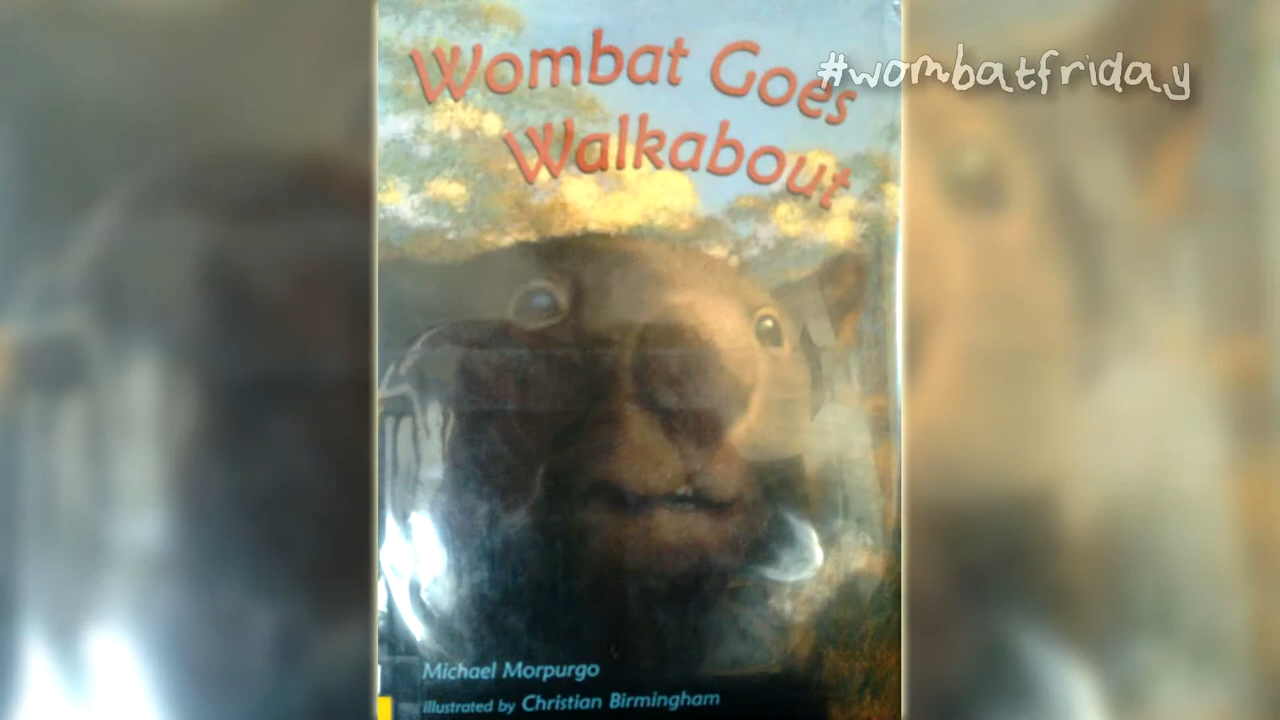 Wombat Goes
Walkabout
#wombatfriday
Michael Morpurgo
illustrated by Christian Birmingham